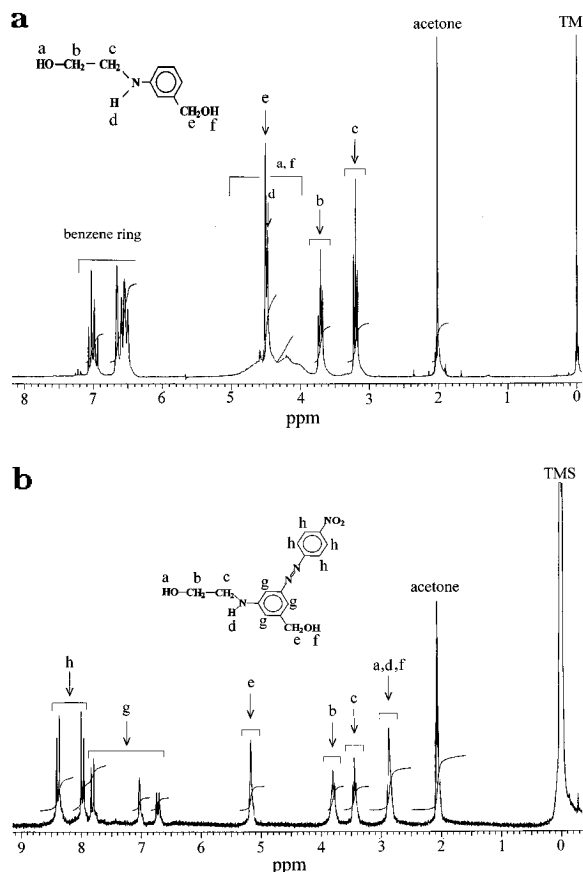 a
acetone
TM
a b c
HO-CH₂-CH₂
N
H
d
CH₂OH
e f
e
a, f
d
c
b
benzene ring
8 7 6 5 4 3 2 1 0
ppm
b
TMS
h NO₂
h h
h
N=N
a b c
HO-CH₂-CH₂
g
N g
H
d g
CH₂OH
e f
acetone
h
g
e
a,d,f
b
c
9 8 7 6 5 4 3 2 1 0
ppm